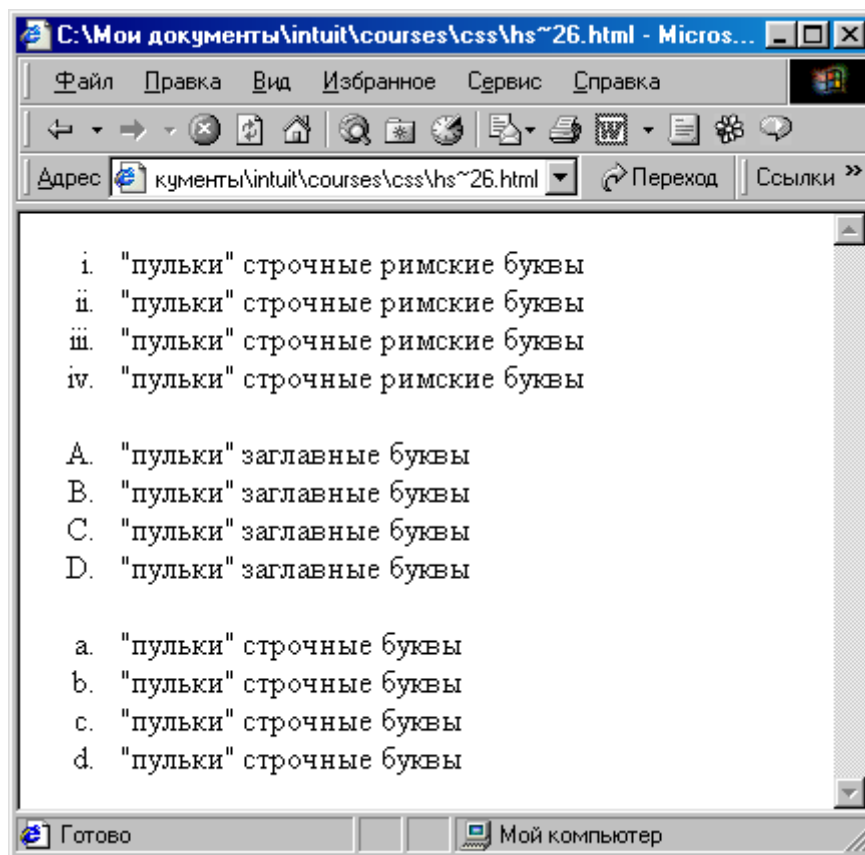 C:\Мои документы\intuit\courses\css\hs~26.html - Micros...
Файл Правка Вид Избранное Сервис Справка
Адрес кументы\intuit\courses\css\hs~26.html Переход Ссылки »
i. "пульки" строчные римские буквы
ii. "пульки" строчные римские буквы
iii. "пульки" строчные римские буквы
iv. "пульки" строчные римские буквы
A. "пульки" заглавные буквы
B. "пульки" заглавные буквы
C. "пульки" заглавные буквы
D. "пульки" заглавные буквы
a. "пульки" строчные буквы
b. "пульки" строчные буквы
c. "пульки" строчные буквы
d. "пульки" строчные буквы
Готово Мой компьютер